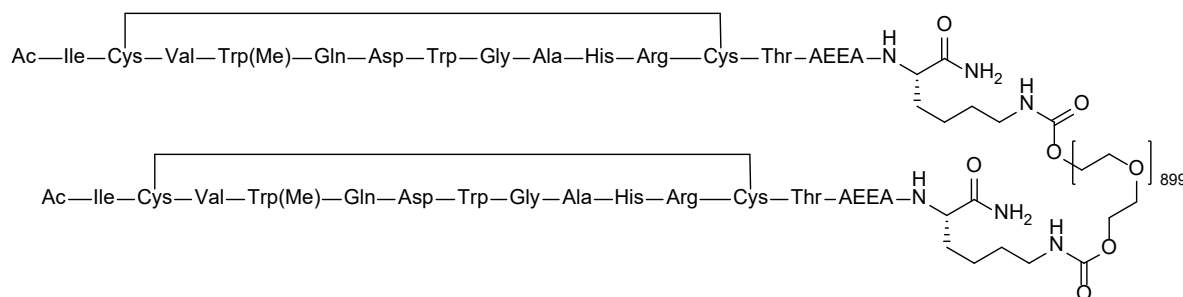 O
Ac—Ile—Cys—Val—Trp(Me)—Gln—Asp—Trp—Gly—Ala—His—Arg—Cys—Thr—AEEA—N
H
NH2
H
N
O
O
O
899
O
Ac—Ile—Cys—Val—Trp(Me)—Gln—Asp—Trp—Gly—Ala—His—Arg—Cys—Thr—AEEA—N
H
NH2
H
N
O
O